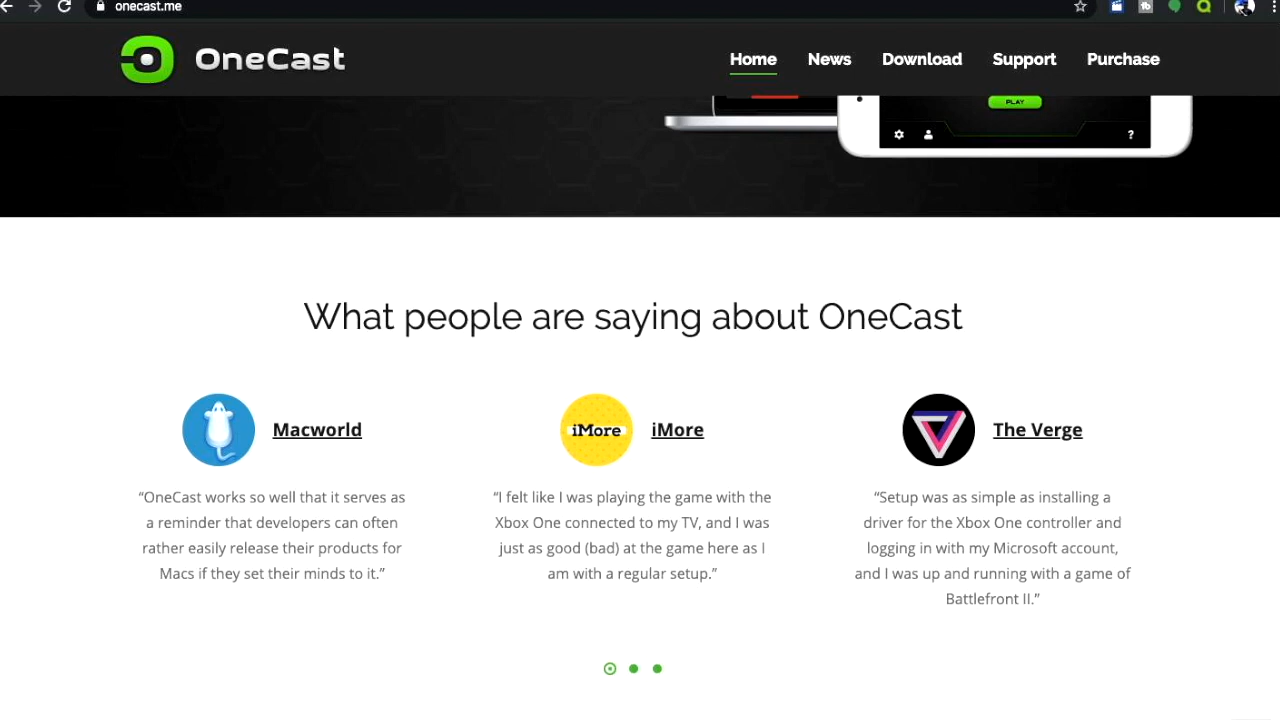 onecast.me
OneCast
Home News Download Support Purchase
PLAY
?
What people are saying about OneCast
Macworld
iMore iMore
The Verge
“OneCast works so well that it serves as
a reminder that developers can often
rather easily release their products for
Macs if they set their minds to it.”
“I felt like I was playing the game with the
Xbox One connected to my TV, and I was
just as good (bad) at the game here as I
am with a regular setup.”
“Setup was as simple as installing a
driver for the Xbox One controller and
logging in with my Microsoft account,
and I was up and running with a game of
Battlefront II.”